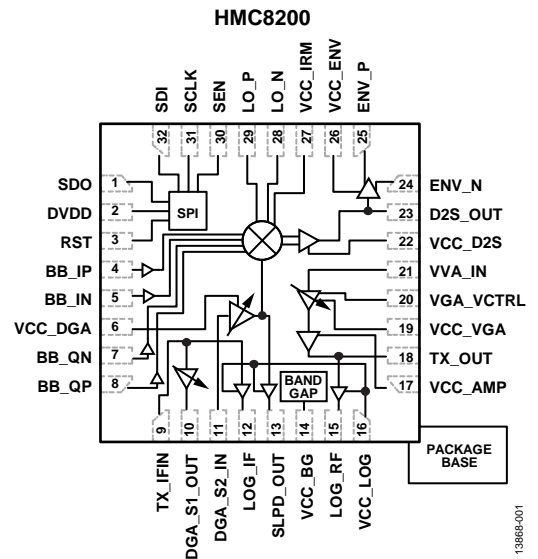 HMC8200
SDI
SCLK
SEN
LO_P
LO_N
VCC_IRM
VCC_ENV
ENV_P
32
31
30
29
28
27
26
25
SDO 1
DVDD 2
RST 3
BB_IP 4
BB_IN 5
VCC_DGA 6
BB_QN 7
BB_QP 8
SPI
24 ENV_N
23 D2S_OUT
22 VCC_D2S
21 VVA_IN
20 VGA_VCTRL
19 VCC_VGA
18 TX_OUT
17 VCC_AMP
BAND
GAP
9
10
11
12
13
14
15
16
TX_IFIN
DGA_S1_OUT
DGA_S2_IN
LOG_IF
SLPD_OUT
VCC_BG
LOG_RF
VCC_LOG
PACKAGE
BASE
13868-001